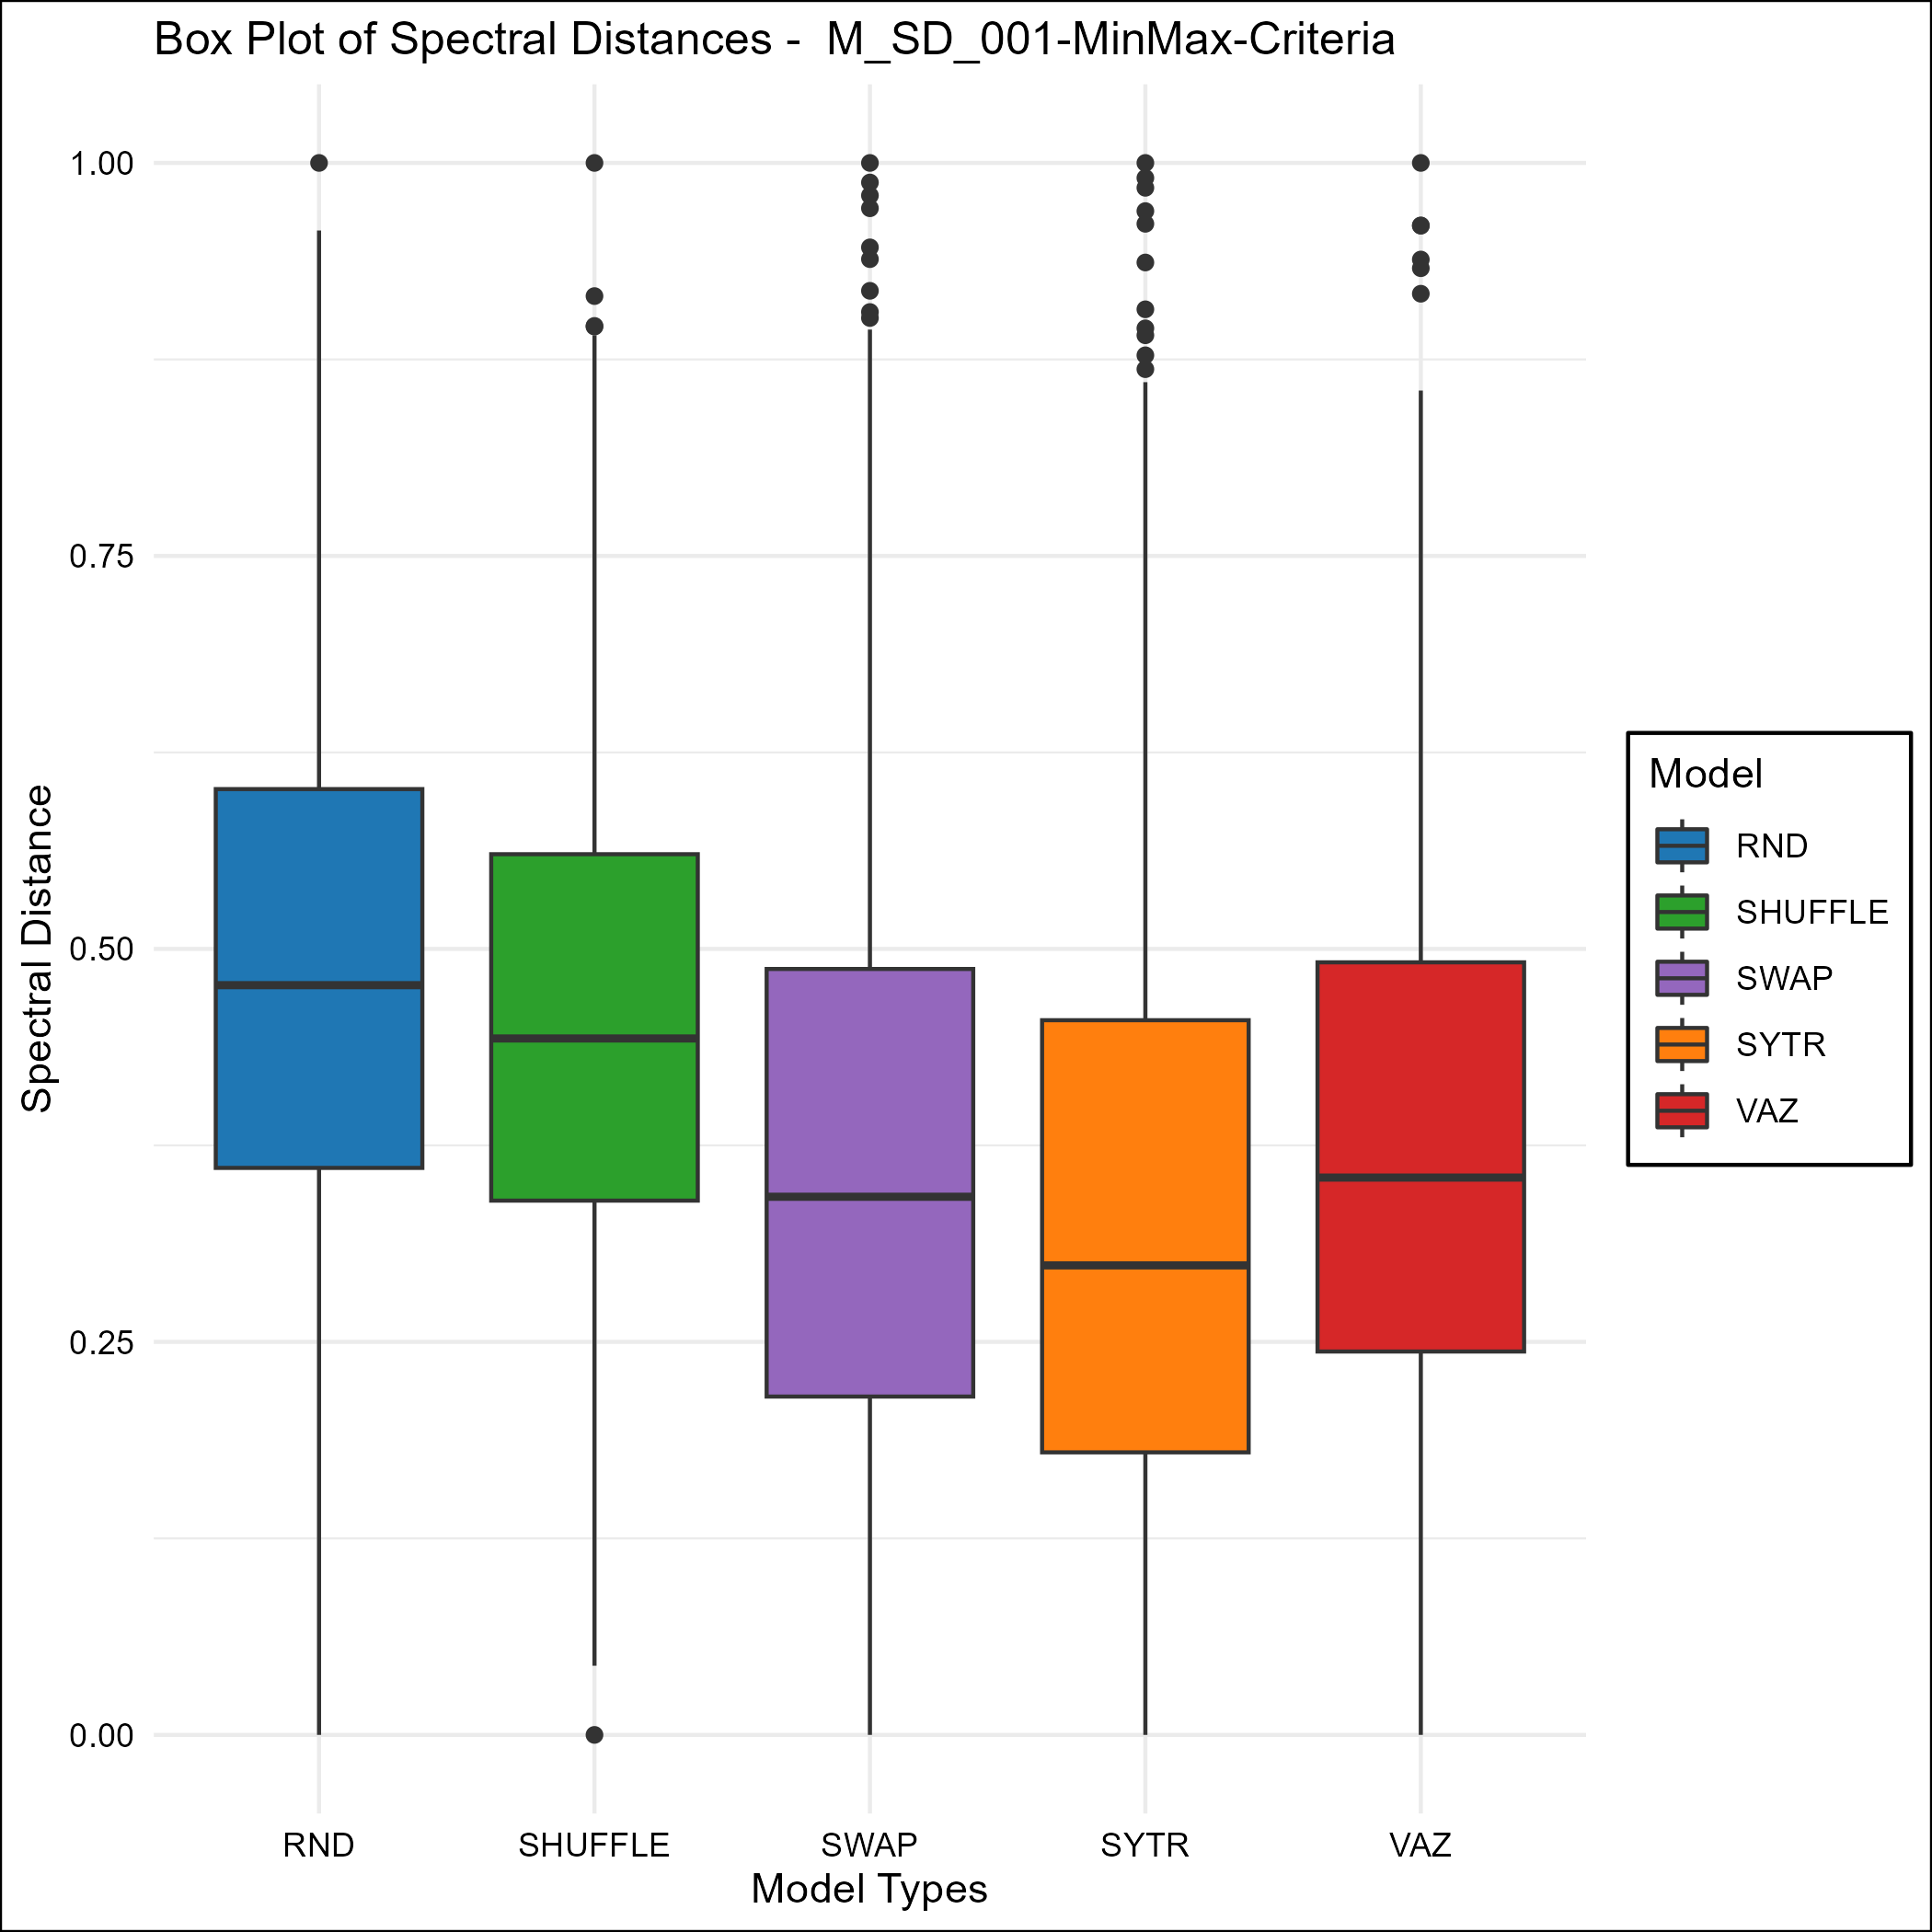 Box Plot of Spectral Distances -  M_SD_001-MinMax-Criteria
Spectral Distance
1.00
0.75
0.50
0.25
0.00
RND SHUFFLE SWAP SYTR VAZ
Model Types
Model
RND
SHUFFLE
SWAP
SYTR
VAZ